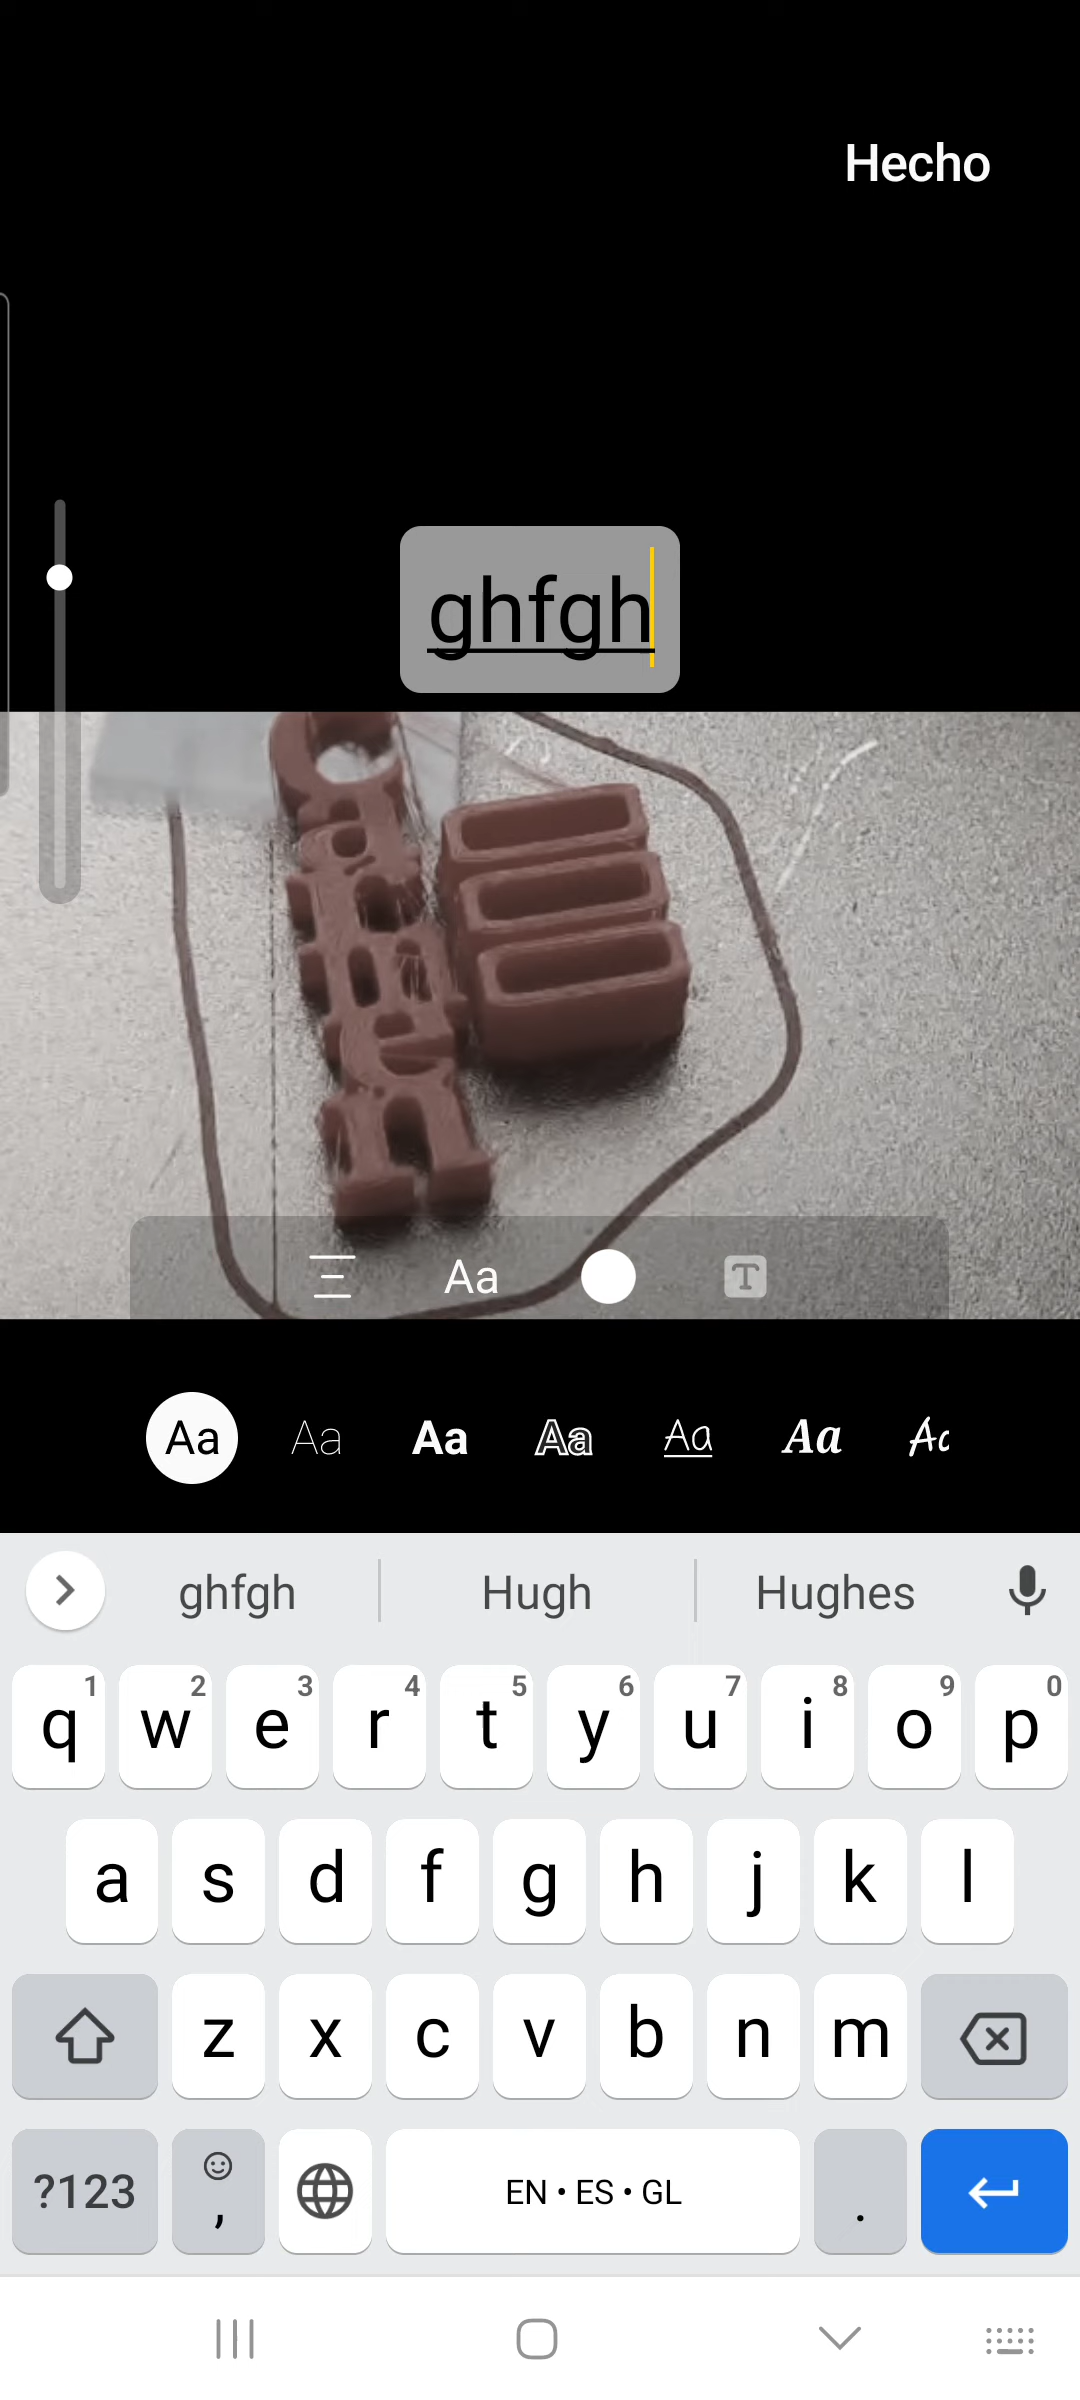 Hecho
ghfgh
Aa T
Aa Aa Aa Aa Aa Aa
ghfgh Hugh Hughes
1 2 3 4 5 6 7 8 9 0
q w e r t y u i o p
a s d f g h j k l
z x c v b n m
?123 , EN • ES • GL .